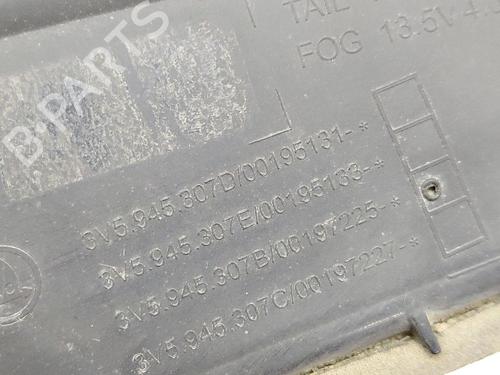 TAIL
FOG 13.5V 4.
B-PARTS
3V5.945.307D/00195131-*
3V5.945.307E/00195133-*
3V5.945.307B/00197225-*
3V5.945.307C/00197227-*